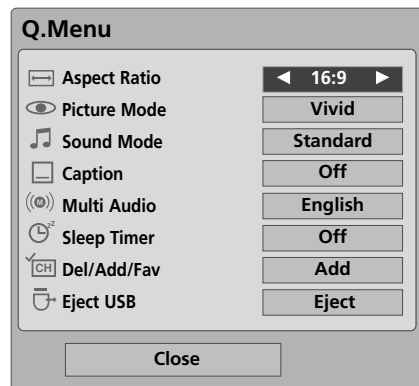 Q.Menu
Aspect Ratio ◀ 16:9 ▶
Picture Mode Vivid
Sound Mode Standard
Caption Off
Multi Audio English
Sleep Timer Off
CH Del/Add/Fav Add
Eject USB Eject
Close